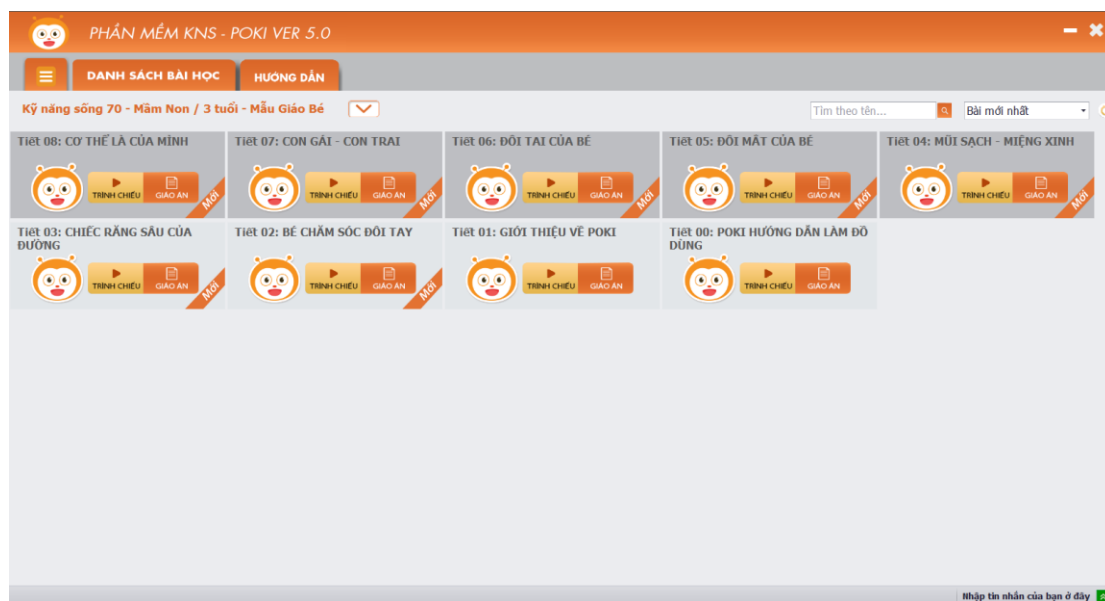 PHẦN MỀM KNS - POKI VER 5.0
DANH SÁCH BÀI HỌC HƯỚNG DẪN
Kỹ năng sống 70 - Mầm Non / 3 tuổi - Mẫu Giáo Bé Tìm theo tên... Bài mới nhất
Tiết 08: CƠ THỂ LÀ CỦA MÌNH
TRÌNH CHIẾU GIÁO ÁN Mới
Tiết 07: CON GÁI - CON TRAI
TRÌNH CHIẾU GIÁO ÁN Mới
Tiết 06: ĐÔI TAI CỦA BÉ
TRÌNH CHIẾU GIÁO ÁN Mới
Tiết 05: ĐÔI MẮT CỦA BÉ
TRÌNH CHIẾU GIÁO ÁN Mới
Tiết 04: MŨI SẠCH - MIỆNG XINH
TRÌNH CHIẾU GIÁO ÁN Mới
Tiết 03: CHIẾC RĂNG SÂU CỦA
ĐƯỜNG
TRÌNH CHIẾU GIÁO ÁN Mới
Tiết 02: BÉ CHĂM SÓC ĐÔI TAY
TRÌNH CHIẾU GIÁO ÁN Mới
Tiết 01: GIỚI THIỆU VỀ POKI
TRÌNH CHIẾU GIÁO ÁN
Tiết 00: POKI HƯỚNG DẪN LÀM ĐỒ
DÙNG
TRÌNH CHIẾU GIÁO ÁN
Nhập tin nhắn của bạn ở đây